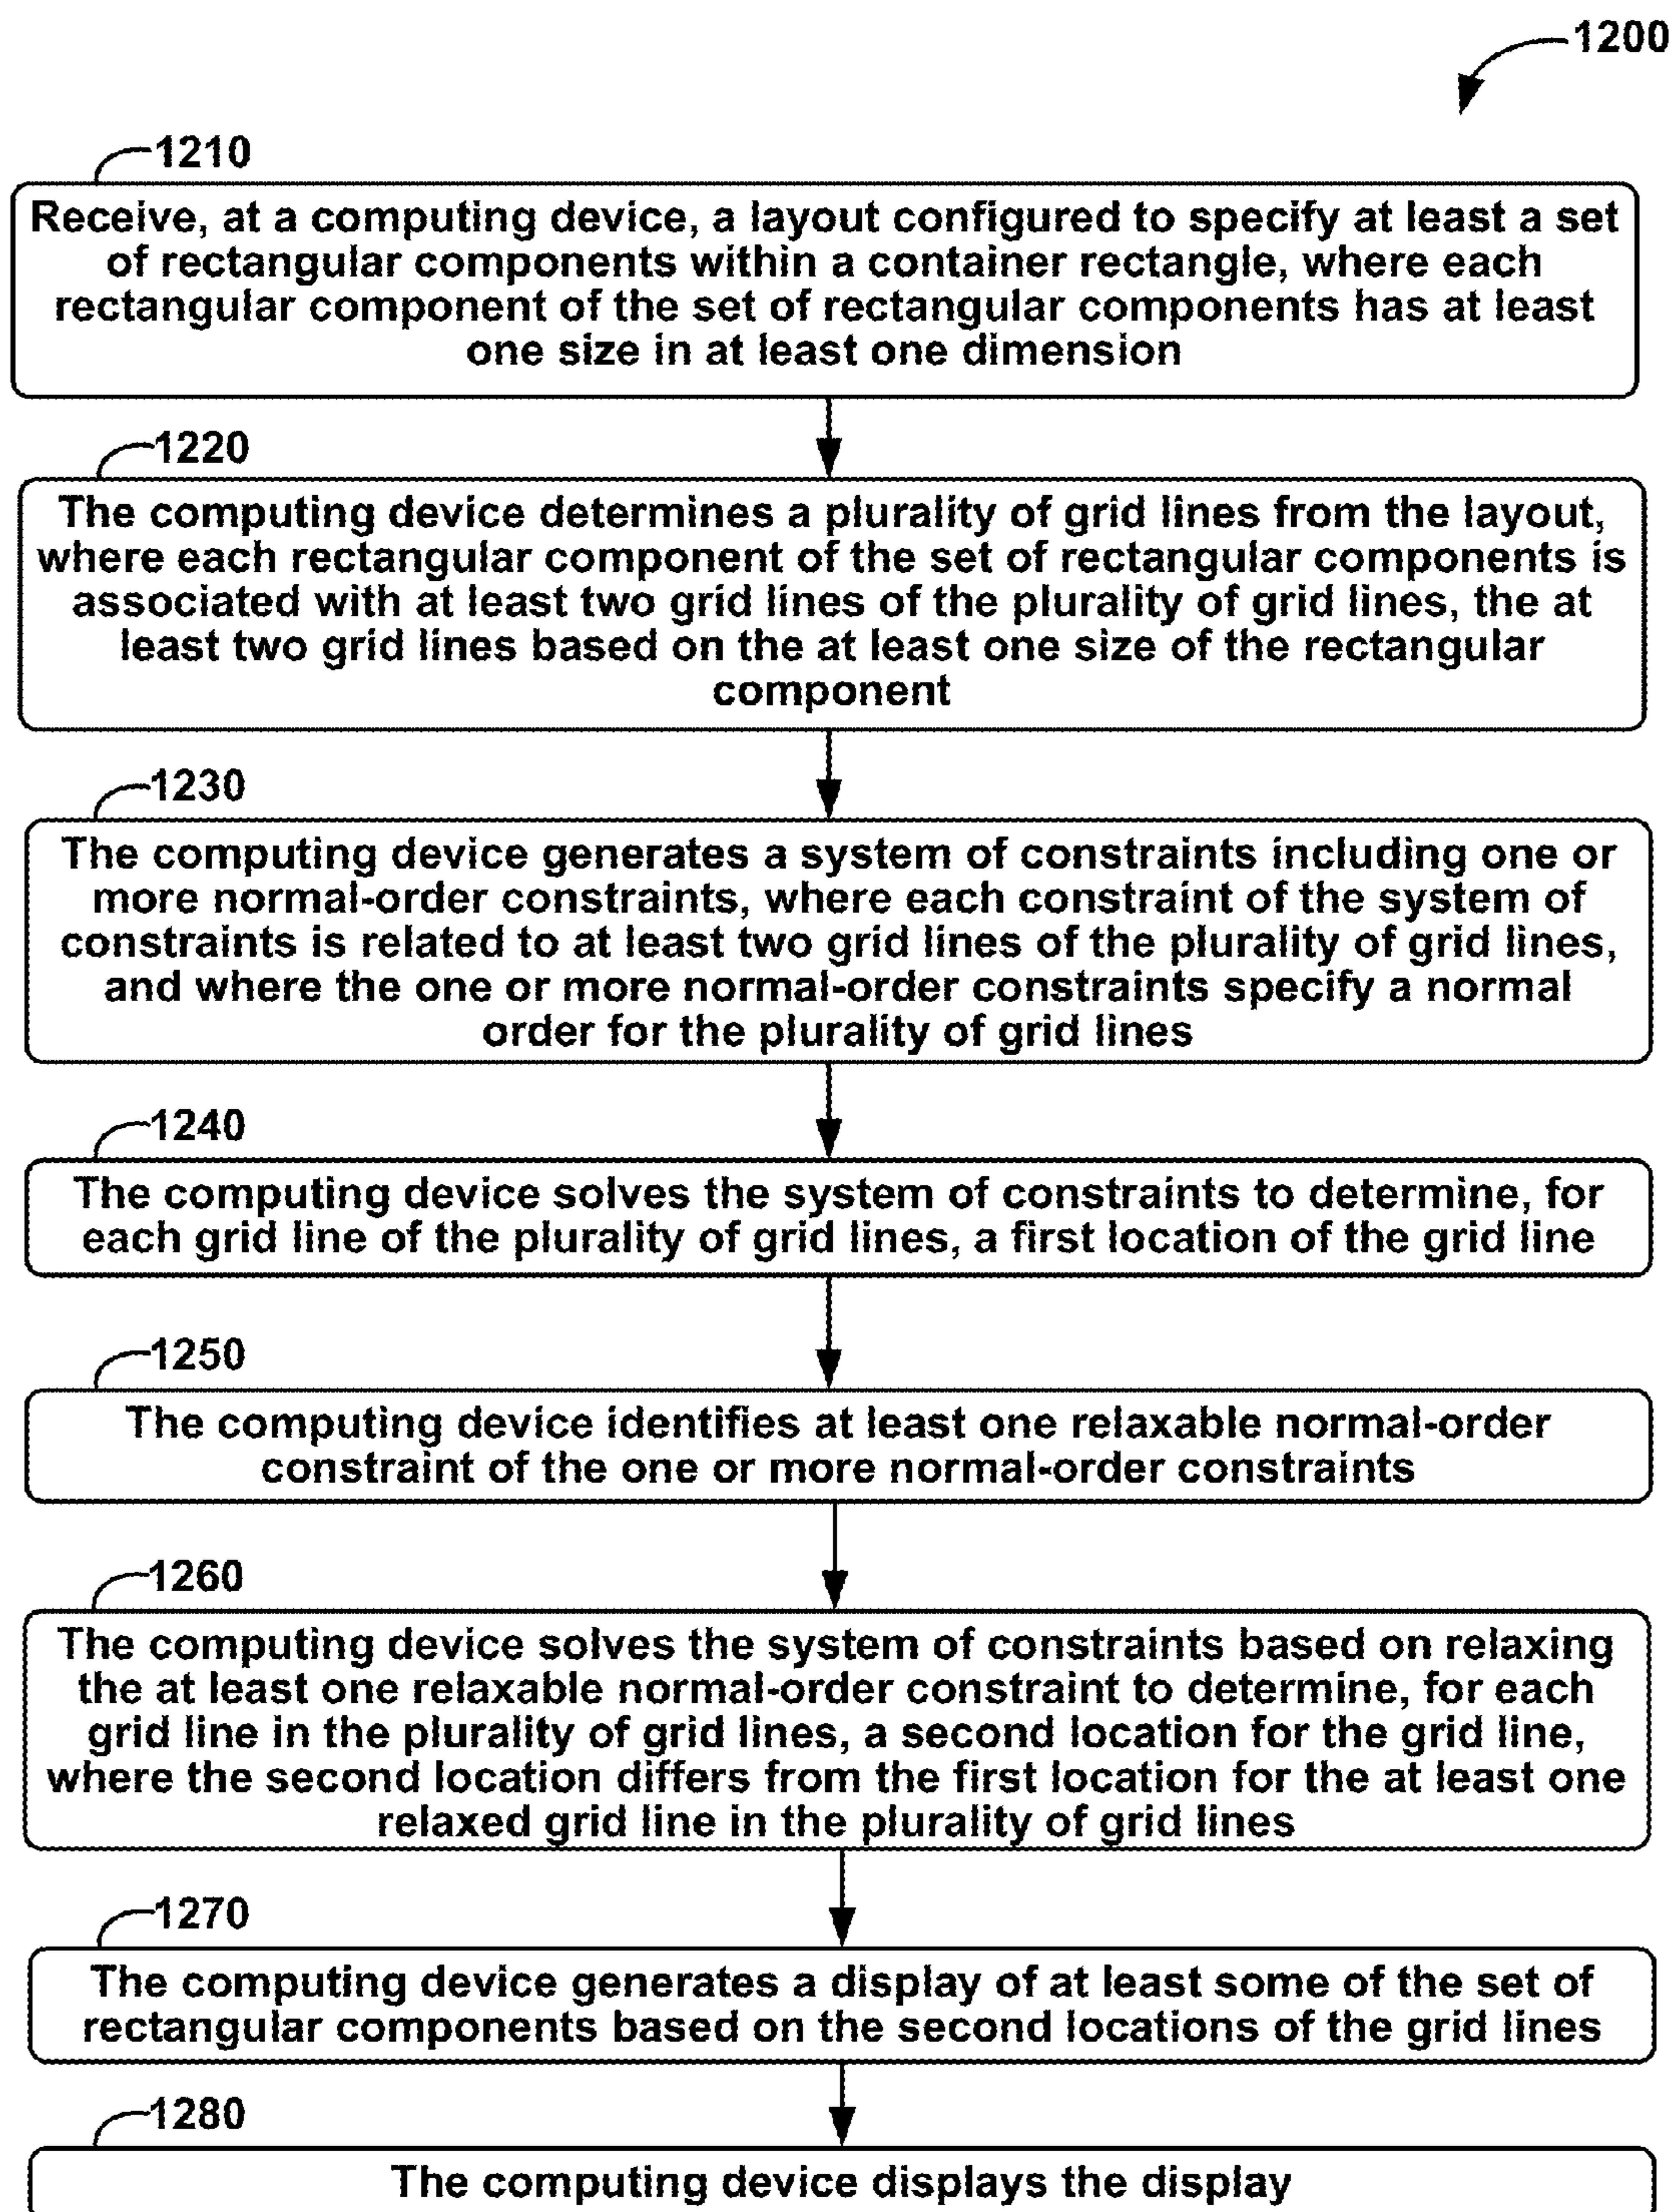 1200
1210
Receive, at a computing device, a layout configured to specify at least a set
of rectangular components within a container rectangle, where each
rectangular component of the set of rectangular components has at least
one size in at least one dimension
1220
The computing device determines a plurality of grid lines from the layout,
where each rectangular component of the set of rectangular components is
associated with at least two grid lines of the plurality of grid lines, the at
least two grid lines based on the at least one size of the rectangular
component
1230
The computing device generates a system of constraints including one or
more normal-order constraints, where each constraint of the system of
constraints is related to at least two grid lines of the plurality of grid lines,
and where the one or more normal-order constraints specify a normal
order for the plurality of grid lines
1240
The computing device solves the system of constraints to determine, for
each grid line of the plurality of grid lines, a first location of the grid line
1250
The computing device identifies at least one relaxable normal-order
constraint of the one or more normal-order constraints
1260
The computing device solves the system of constraints based on relaxing
the at least one relaxable normal-order constraint to determine, for each
grid line in the plurality of grid lines, a second location for the grid line,
where the second location differs from the first location for the at least one
relaxed grid line in the plurality of grid lines
1270
The computing device generates a display of at least some of the set of
rectangular components based on the second locations of the grid lines
1280
The computing device displays the display